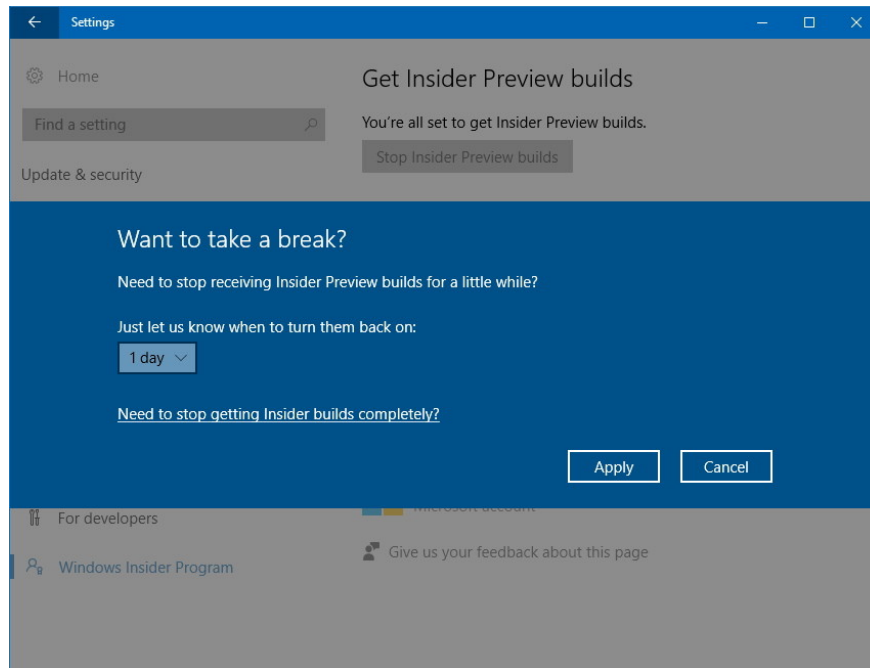 Settings
Home
Get Insider Preview builds
Find a setting
You're all set to get Insider Preview builds.
Stop Insider Preview builds
Update & security
Want to take a break?
Need to stop receiving Insider Preview builds for a little while?
Just let us know when to turn them back on:
1 day
Need to stop getting Insider builds completely?
Apply
Cancel
Microsoft account
For developers
Give us your feedback about this page
Windows Insider Program